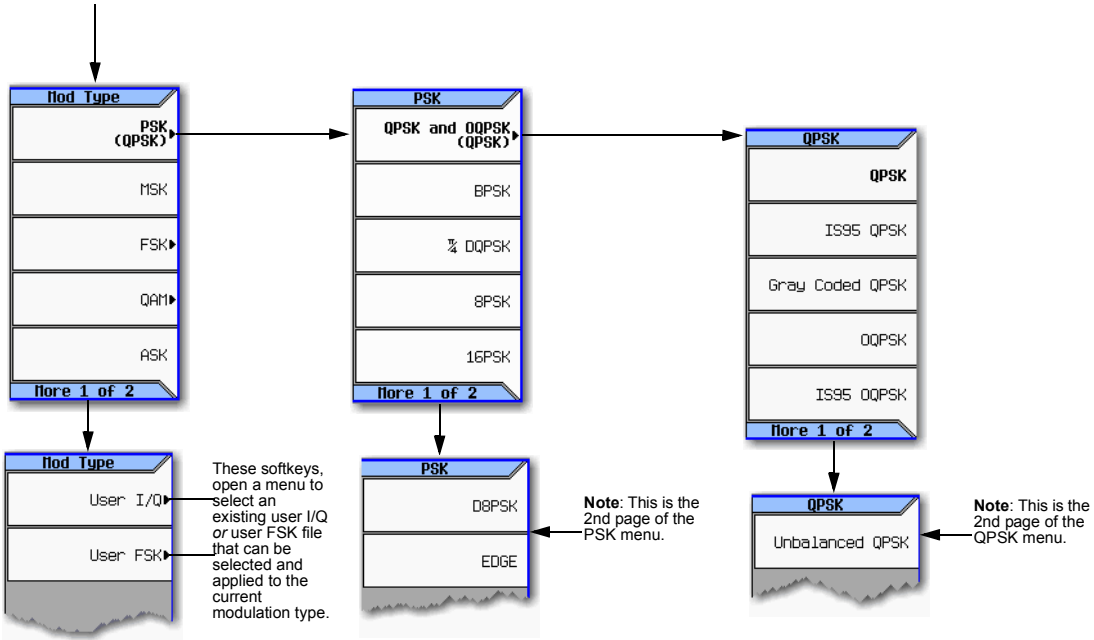 Mod Type
PSK
(QPSK)
MSK
FSK
QAM
ASK
More 1 of 2
Mod Type
User I/Q
User FSK
These softkeys,
open a menu to
select an
existing user I/Q
or user FSK file
that can be
selected and
applied to the
current
modulation type.
PSK
QPSK and OQPSK
(QPSK)
BPSK
π/4 DQPSK
8PSK
16PSK
More 1 of 2
PSK
D8PSK
EDGE
Note: This is the
2nd page of the
PSK menu.
QPSK
QPSK
IS95 QPSK
Gray Coded QPSK
OQPSK
IS95 OQPSK
More 1 of 2
QPSK
Unbalanced QPSK
Note: This is the
2nd page of the
QPSK menu.